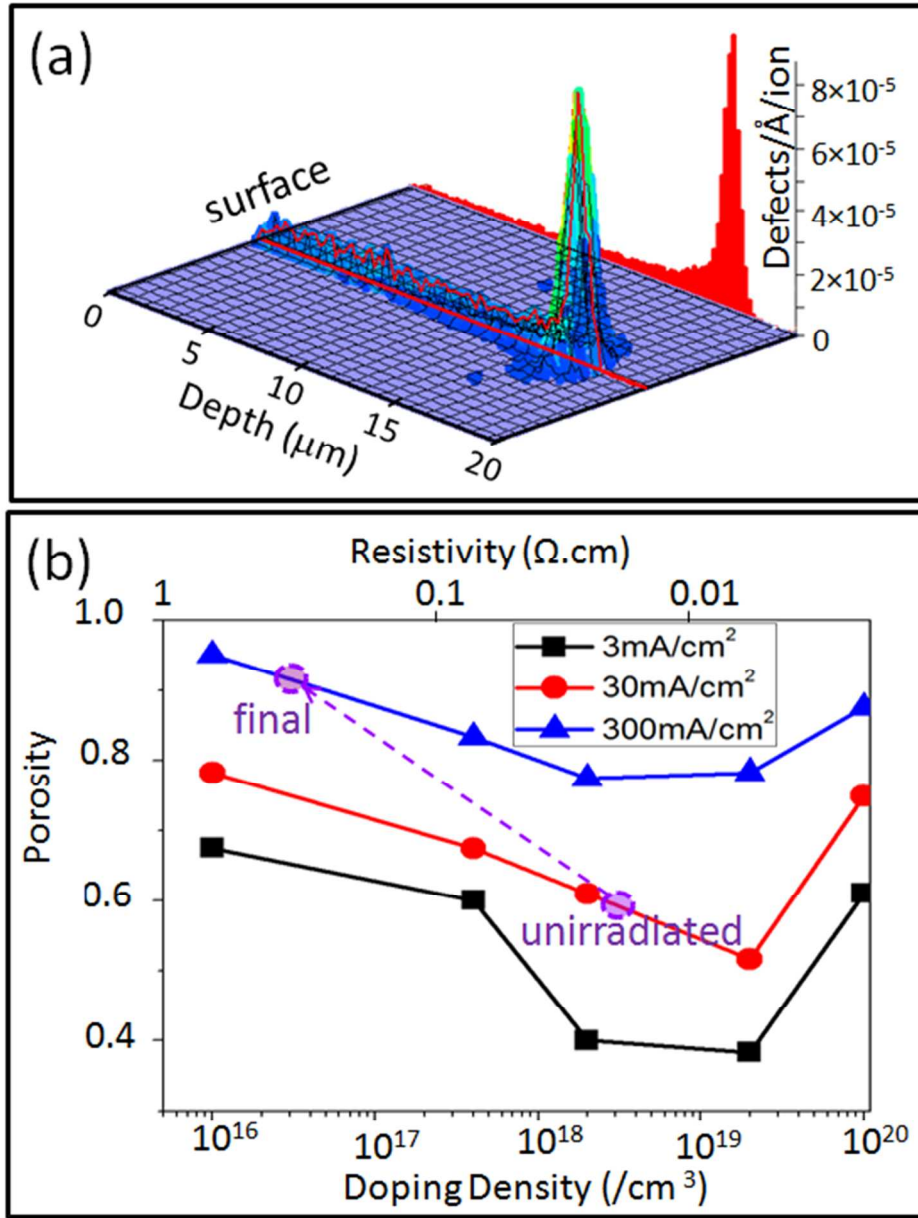 (a)
surface
Defects/Å/ion
8×10⁻⁵
6×10⁻⁵
4×10⁻⁵
2×10⁻⁵
0
0
5
10
15
20
Depth (μm)
(b)
Resistivity (Ω.cm)
1 0.1 0.01
1.0
0.8
0.6
0.4
Porosity
3mA/cm²
30mA/cm²
300mA/cm²
final
unirradiated
10¹⁶ 10¹⁷ 10¹⁸ 10¹⁹ 10²⁰
Doping Density (/cm³)